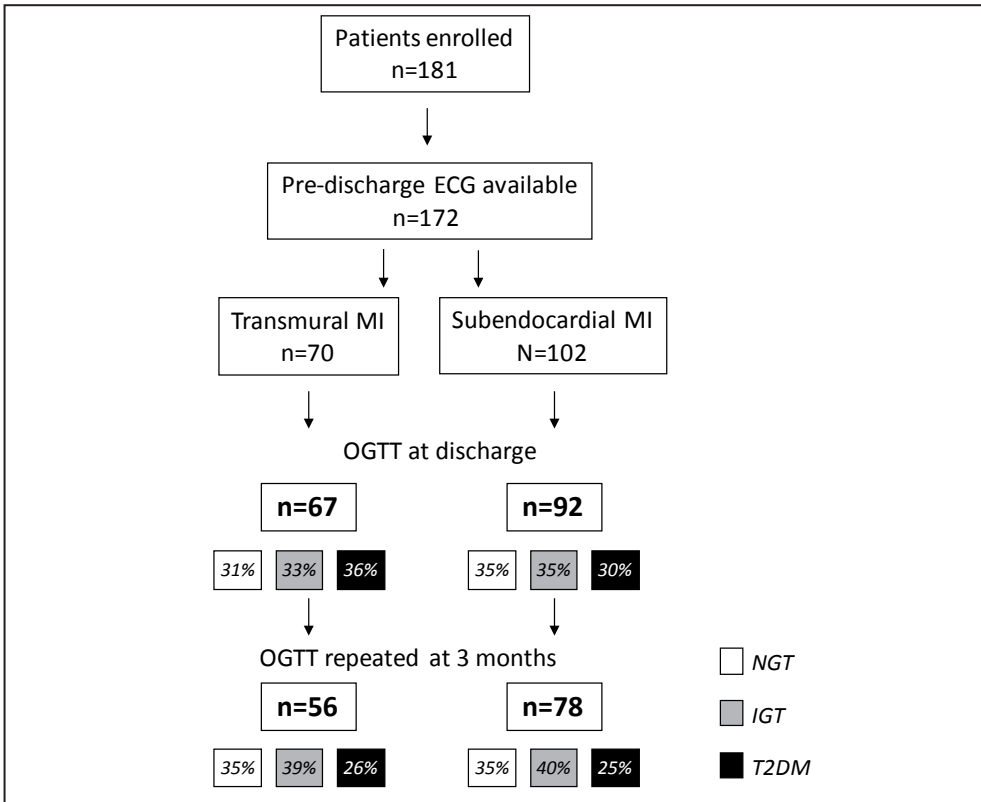 Patients enrolled
n=181
Pre-discharge ECG available
n=172
Transmural MI
n=70
Subendocardial MI
N=102
OGTT at discharge
n=67
n=92
31% 33% 36% 35% 35% 30%
OGTT repeated at 3 months
n=56
n=78
35% 39% 26% 35% 40% 25%
NGT
IGT
T2DM